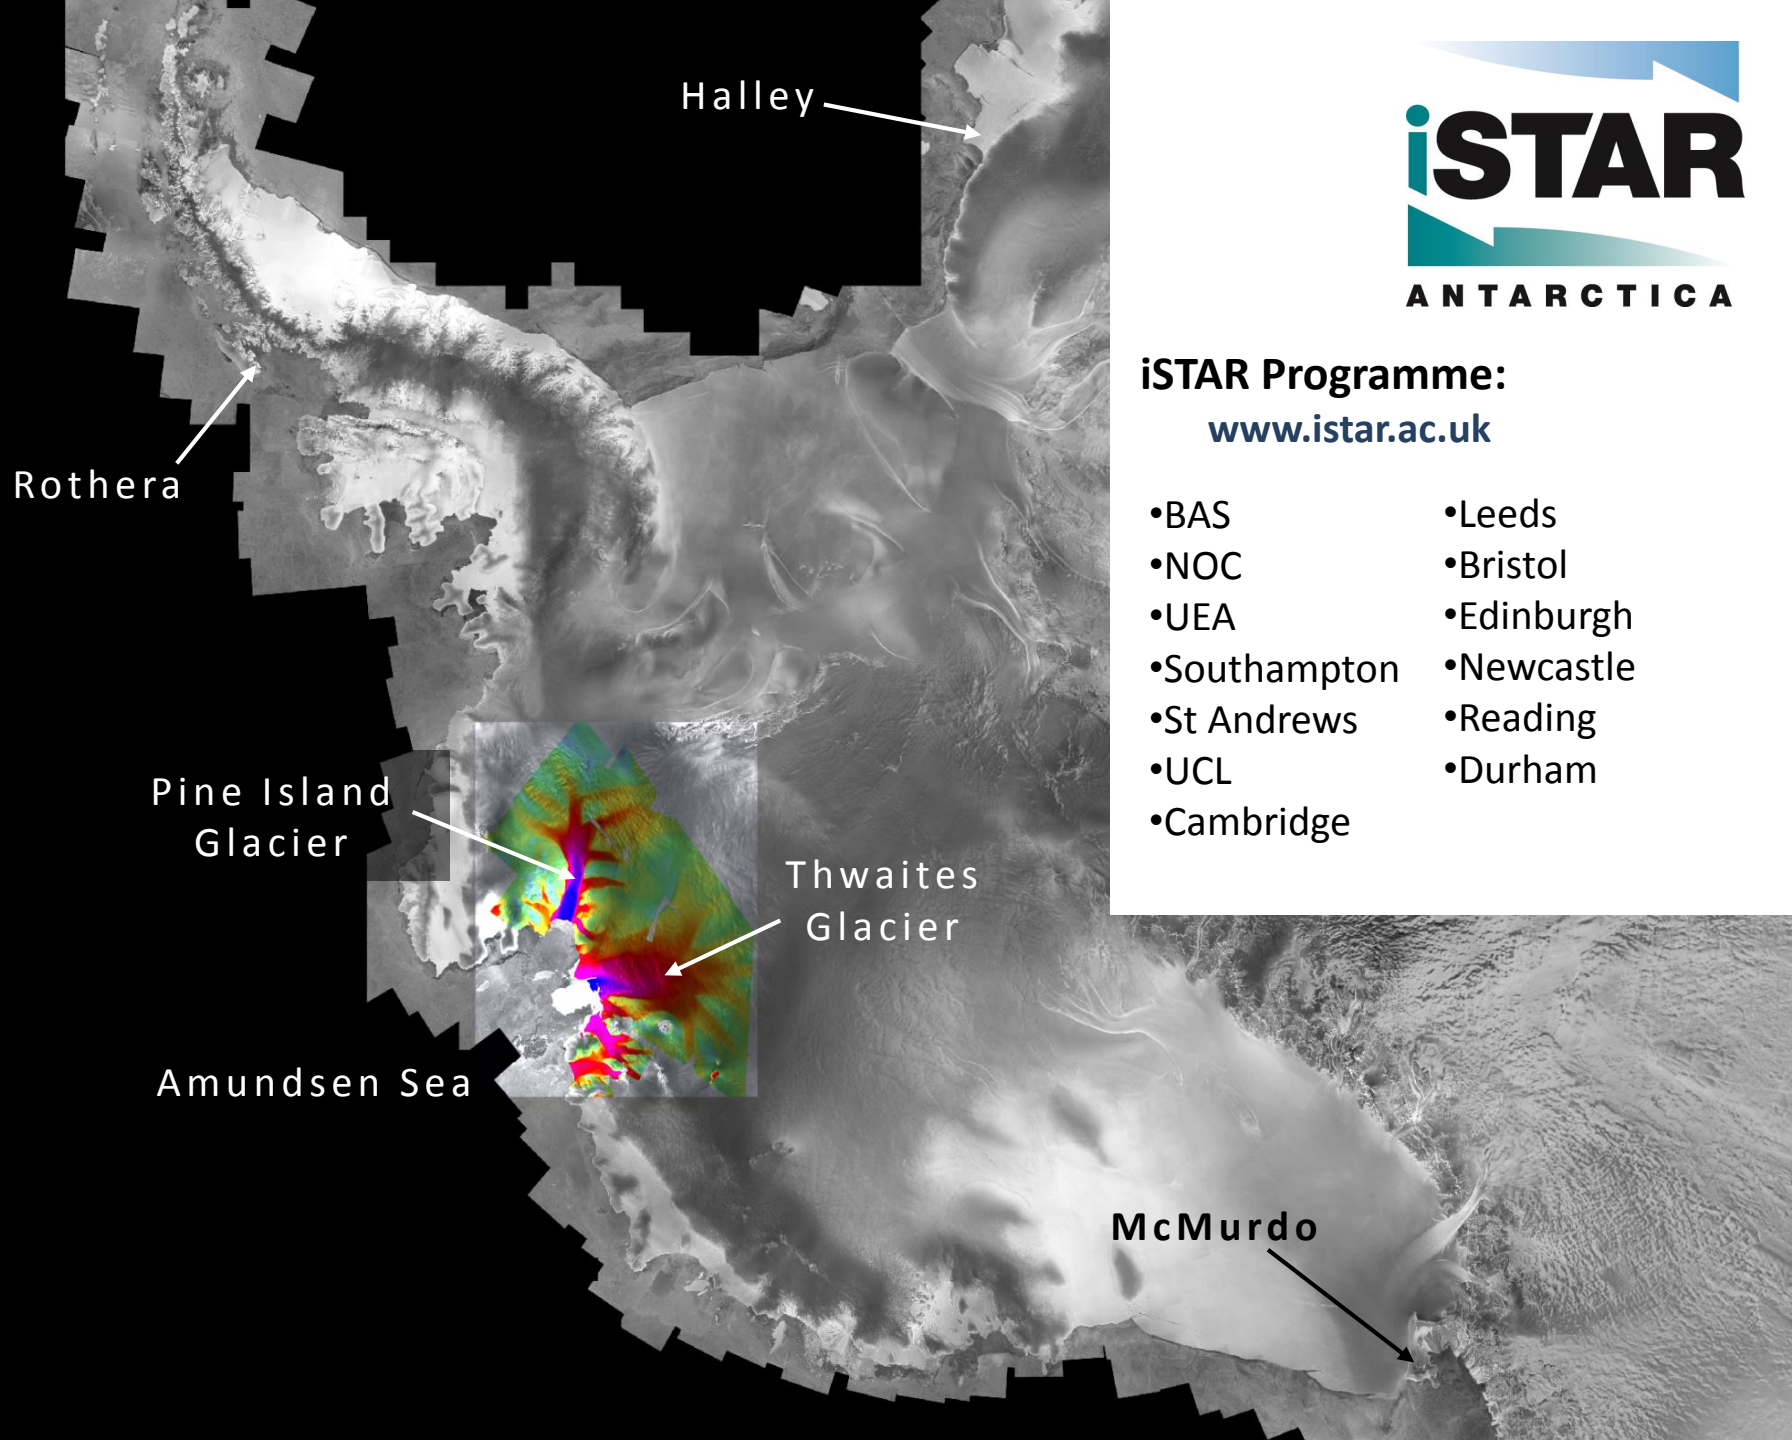 Halley
Rothera
Pine Island
Glacier
Thwaites
Glacier
Amundsen Sea
McMurdo
iSTAR
ANTARCTICA
iSTAR Programme:
www.istar.ac.uk
•BAS
•NOC
•UEA
•Southampton
•St Andrews
•UCL
•Cambridge
•Leeds
•Bristol
•Edinburgh
•Newcastle
•Reading
•Durham